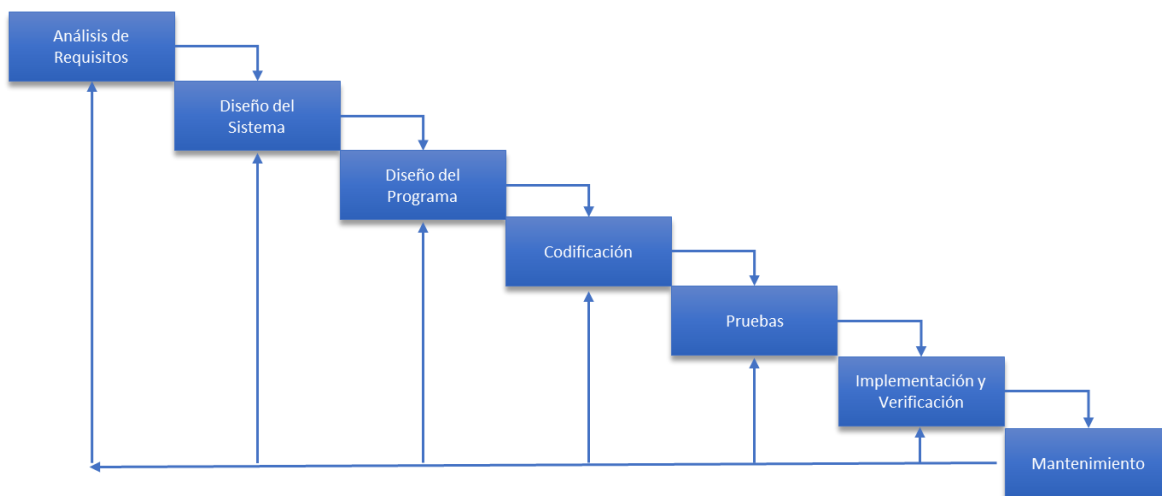 Análisis de
Requisitos
Diseño del
Sistema
Diseño del
Programa
Codificación
Pruebas
Implementación y
Verificación
Mantenimiento